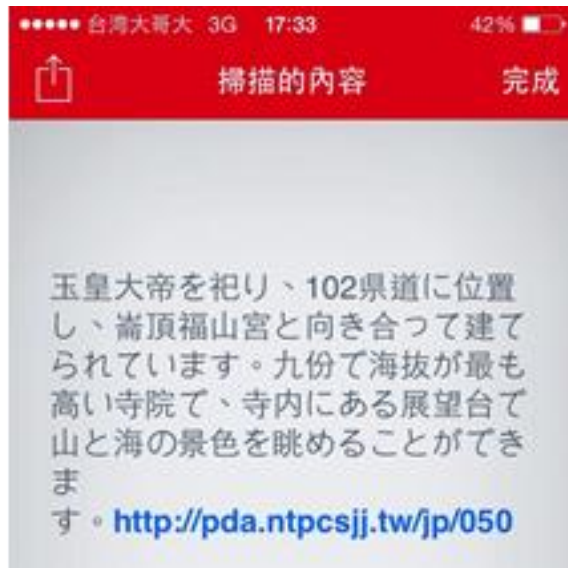 ●●●●● 台湾大哥大 3G 17:33 42%
掃描的內容 完成
玉皇大帝を祀り、102県道に位置
し、崙頂福山宮と向き合って建て
られています。九份で海抜が最も
高い寺院で、寺内にある展望台で
山と海の景色を眺めることができ
ま
す。http://pda.ntpcsjj.tw/jp/050